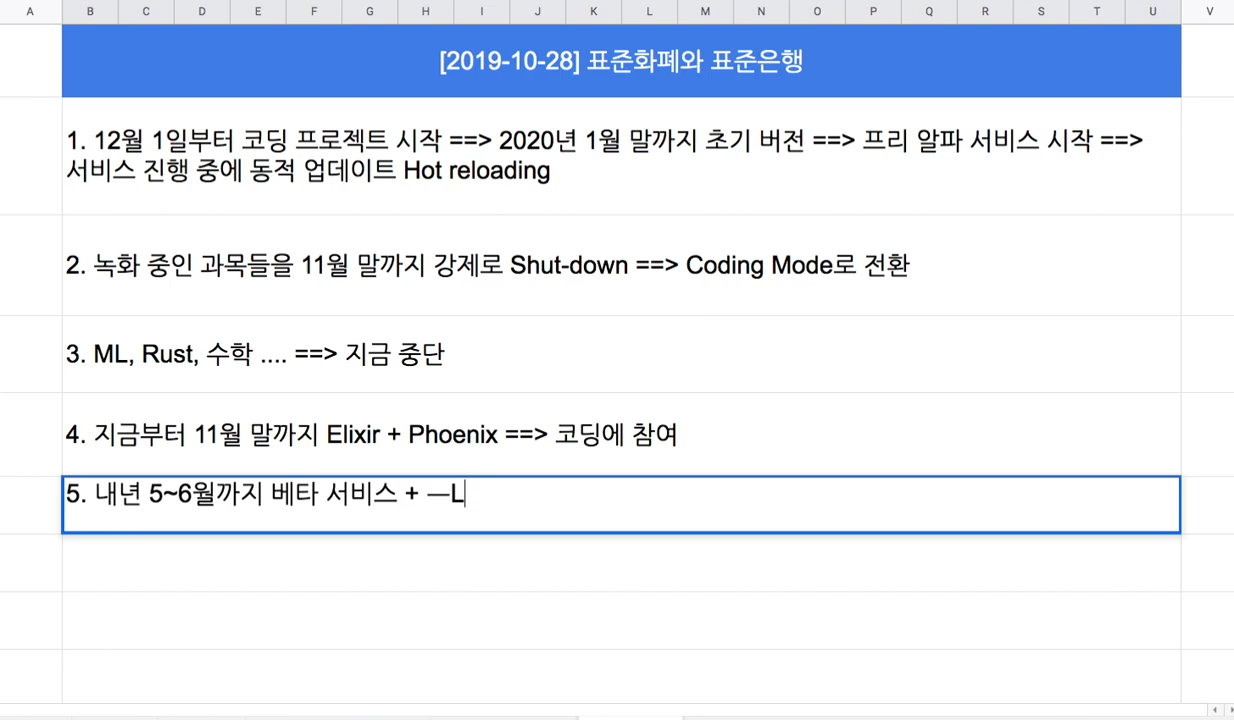 A B C D E F G H I J K L M N O P Q R S T U V
[2019-10-28] 표준화폐와 표준은행
1. 12월 1일부터 코딩 프로젝트 시작 ==> 2020년 1월 말까지 초기 버전 ==> 프리 알파 서비스 시작 ==>
서비스 진행 중에 동적 업데이트 Hot reloading
2. 녹화 중인 과목들을 11월 말까지 강제로 Shut-down ==> Coding Mode로 전환
3. ML, Rust, 수학 .... ==> 지금 중단
4. 지금부터 11월 말까지 Elixir + Phoenix ==> 코딩에 참여
5. 내년 5~6월까지 베타 서비스 + ㅡL